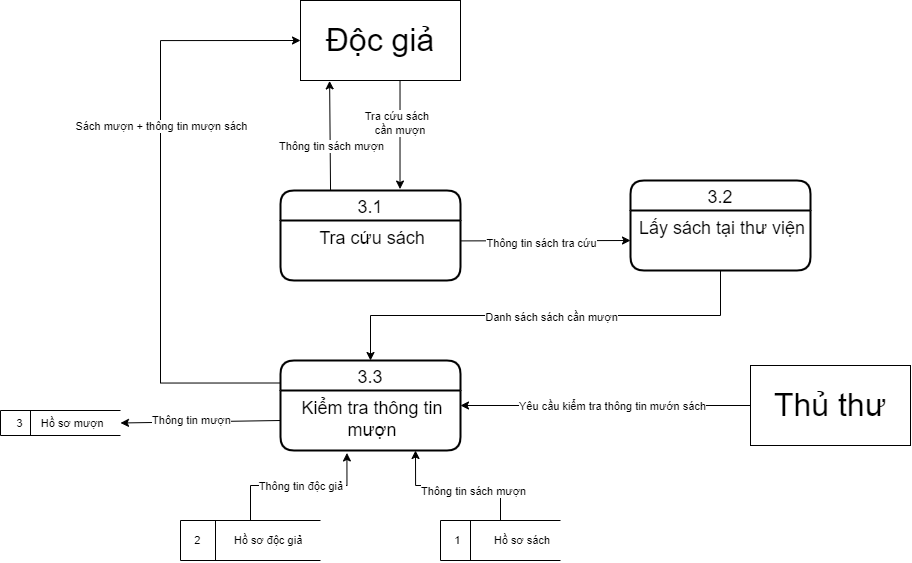 Độc giả
Tra cứu sách
cần mượn
Sách mượn + thông tin mượn sách
Thông tin sách mượn
3.1
Tra cứu sách
3.2
Lấy sách tại thư viện
Thông tin sách tra cứu
Danh sách sách cần mượn
3.3
Kiểm tra thông tin
mượn
Yêu cầu kiểm tra thông tin mướn sách
Thủ thư
3
Hồ sơ mượn
Thông tin mượn
Thông tin độc giả
Thông tin sách mượn
2
Hồ sơ độc giả
1
Hồ sơ sách